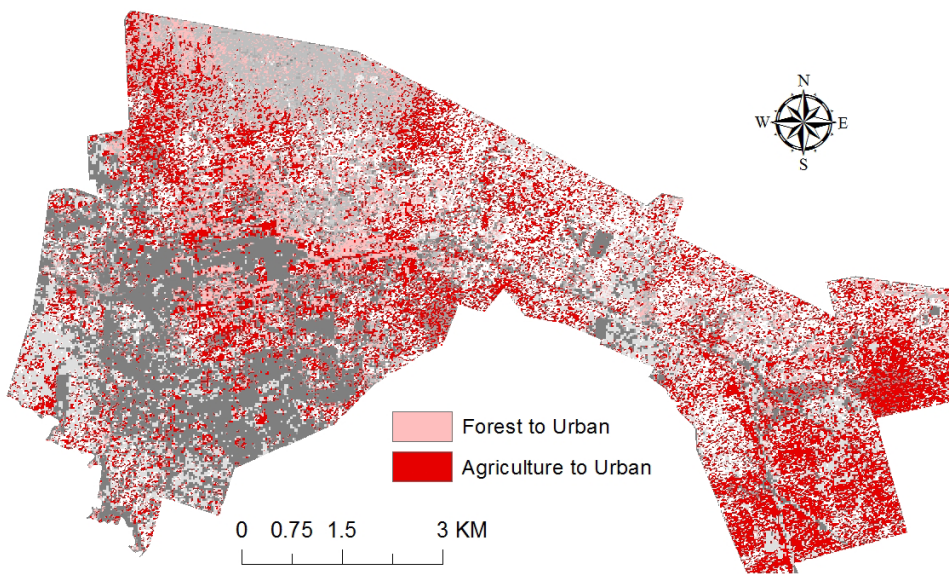 N
W E
S
Forest to Urban
Agriculture to Urban
0 0.75 1.5 3 KM